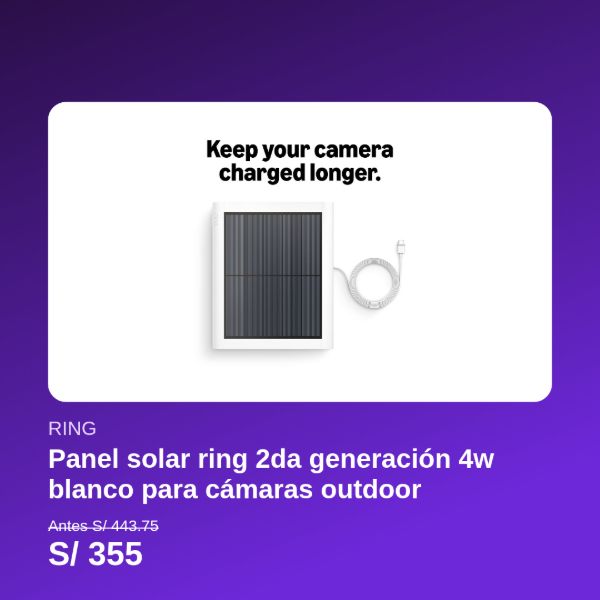 Keep your camera
charged longer.
RING
Panel solar ring 2da generación 4w
blanco para cámaras outdoor
Antes S/ 443.75
S/ 355